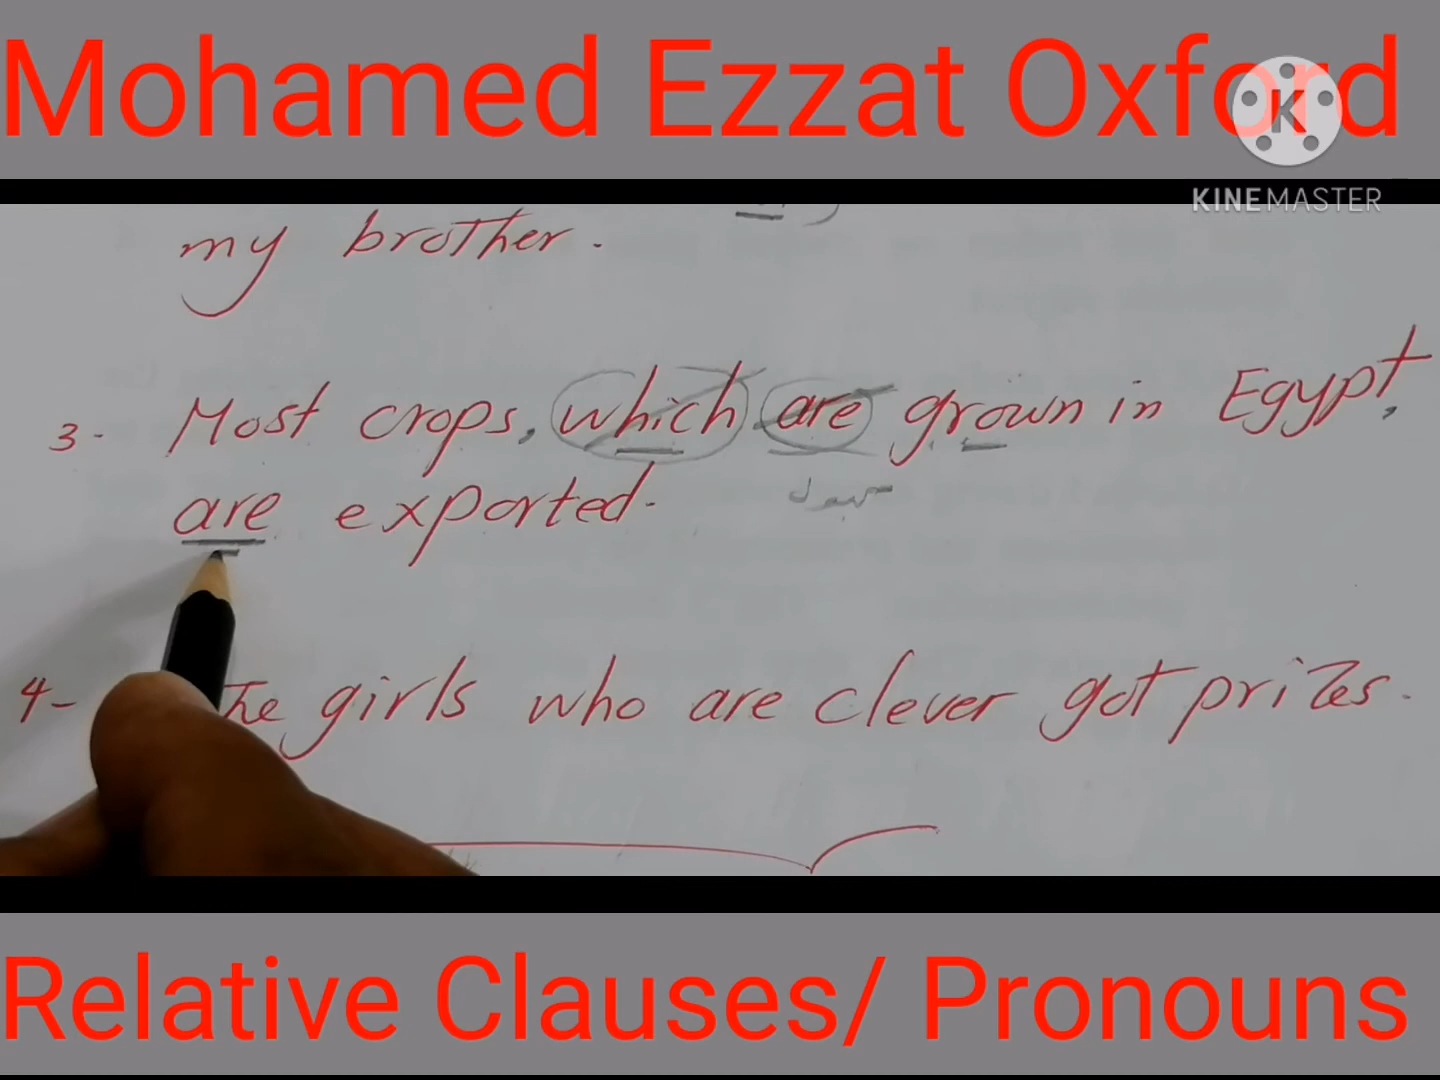 Mohamed Ezzat Oxford
K
KINEMASTER
my brother.
3- Most crops, which are grown in Egypt,
are exported.
4- The girls who are clever got prizes.
Relative Clauses/ Pronouns